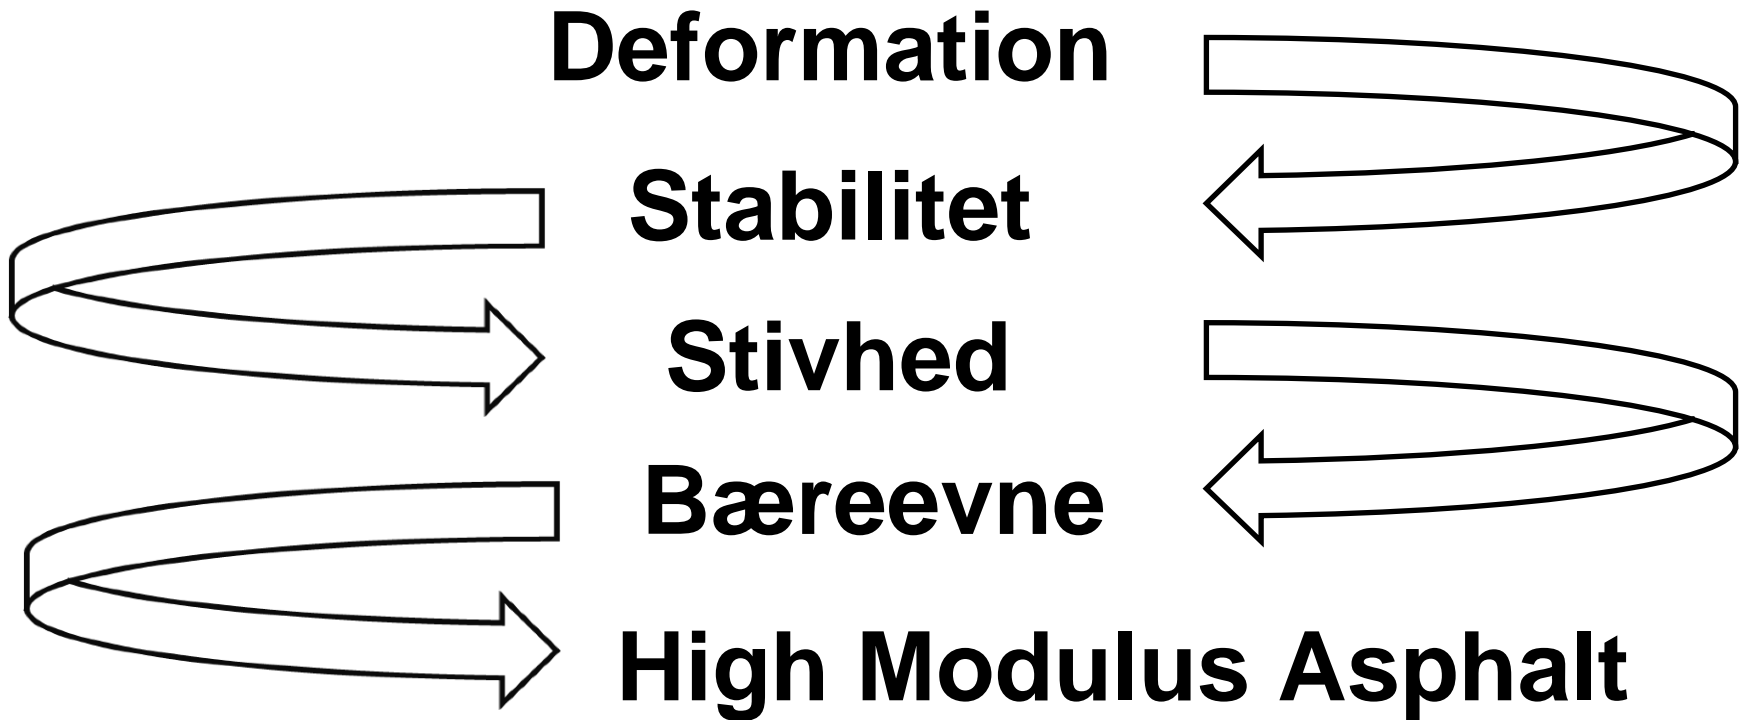 Deformation
Stabilitet
Stivhed
Bæreevne
High Modulus Asphalt